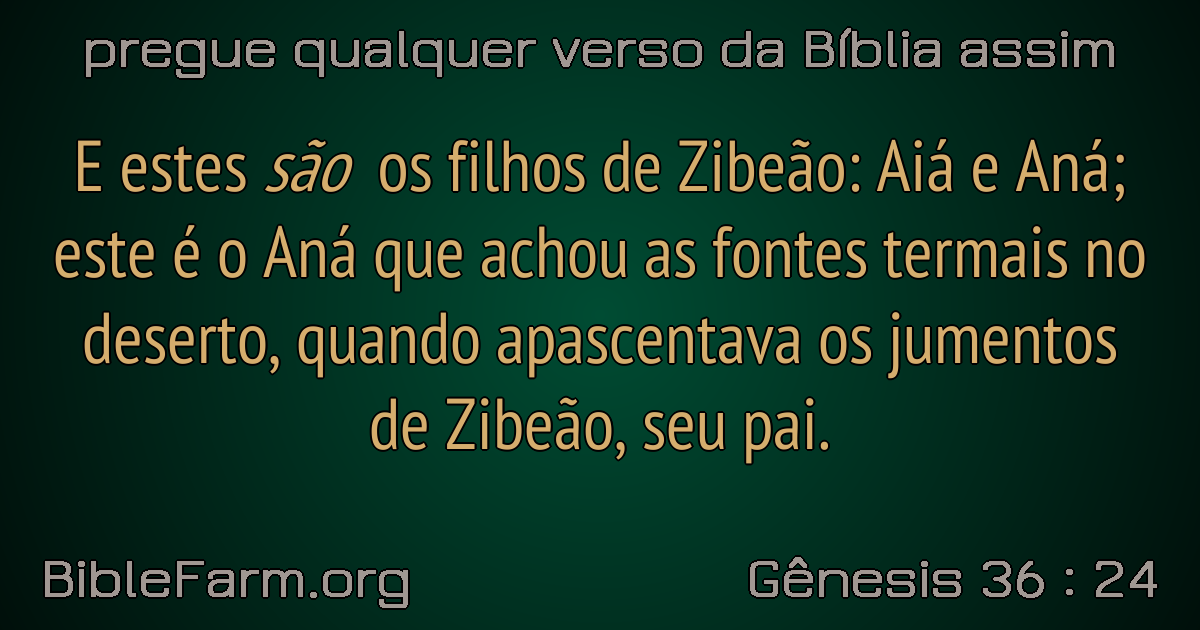 pregue qualquer verso da Bíblia assim
E estes são os filhos de Zibeão: Aiá e Aná;
este é o Aná que achou as fontes termais no
deserto, quando apascentava os jumentos
de Zibeão, seu pai.
BibleFarm.org
Gênesis 36 : 24